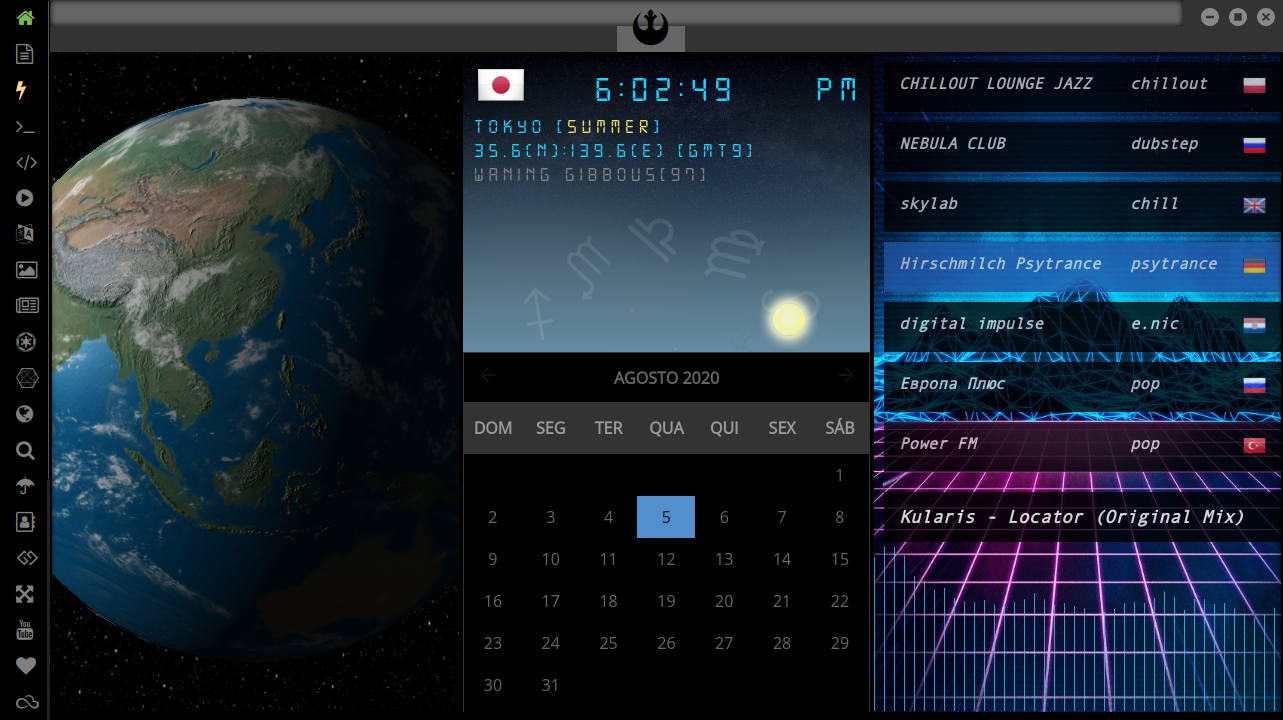 6:02:49 PM
TOKYO [SUMMER]
35.6(N):139.6(E) [GMT9]
WANING GIBBOUS[97]
AGOSTO 2020
DOM SEG TER QUA QUI SEX SÁB
1
2 3 4 5 6 7 8
9 10 11 12 13 14 15
16 17 18 19 20 21 22
23 24 25 26 27 28 29
30 31
CHILLOUT LOUNGE JAZZ chillout
NEBULA CLUB dubstep
skylab chill
Hirschmilch Psytrance psytrance
digital impulse e.nic
Европа Плюс pop
Power FM pop
Kularis - Locator (Original Mix)
You Tube